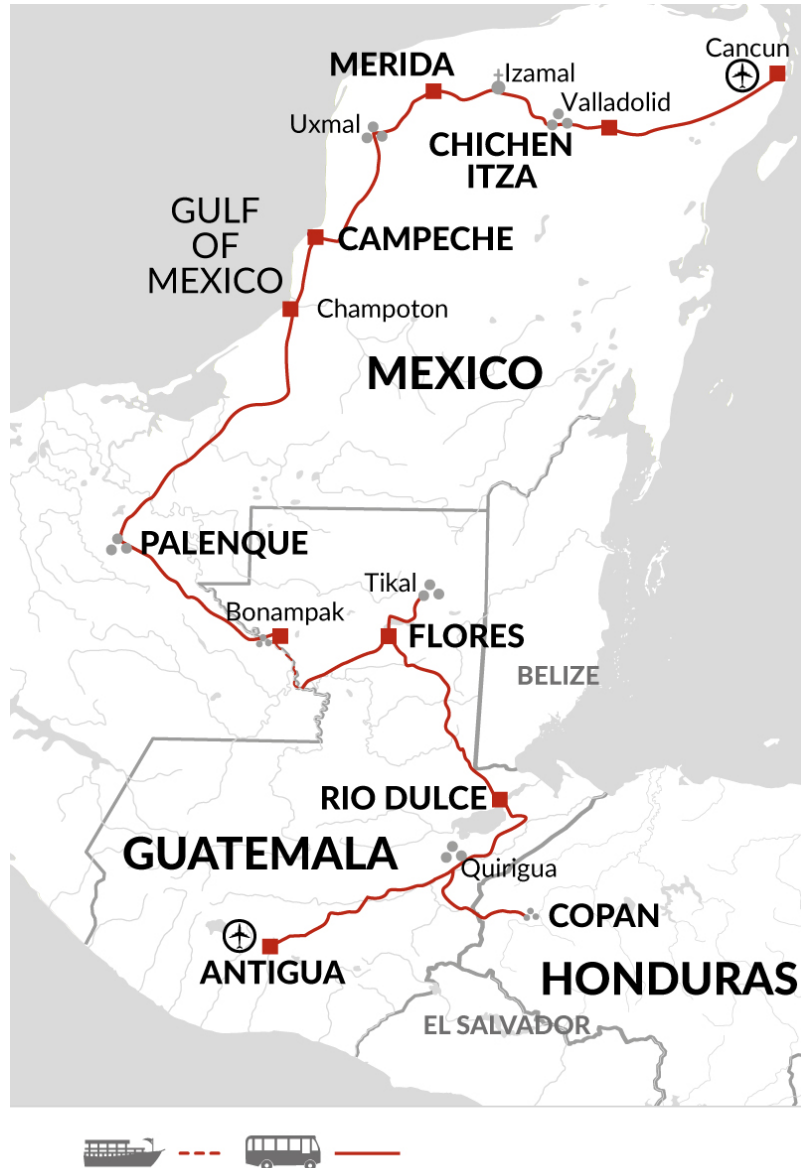 Cancun
MERIDA
Izamal
Valladolid
Uxmal
CHICHEN
ITZA
GULF
OF
MEXICO
CAMPECHE
Champoton
MEXICO
PALENQUE
Tikal
Bonampak
FLORES
BELIZE
RIO DULCE
GUATEMALA
Quirigua
COPAN
ANTIGUA
HONDURAS
EL SALVADOR